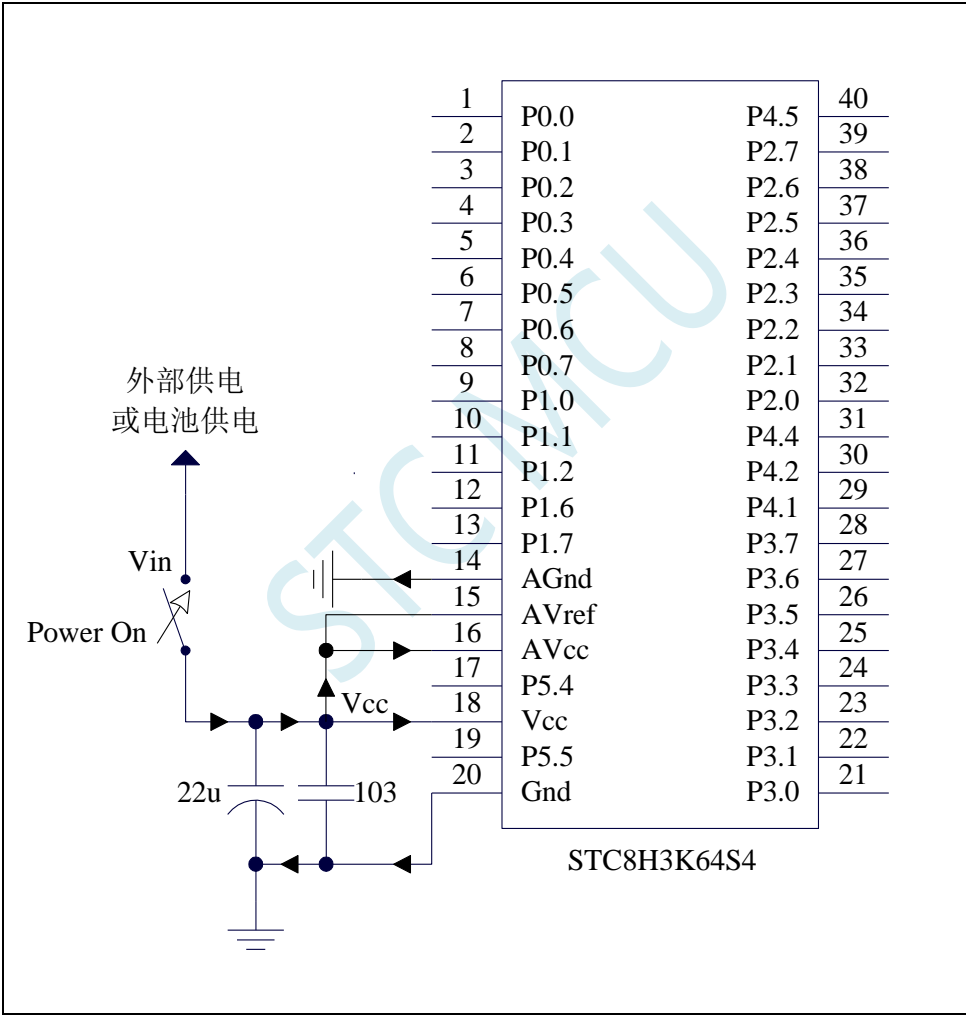 1 P0.0 P4.5 40
2 P0.1 P2.7 39
3 P0.2 P2.6 38
4 P0.3 P2.5 37
5 P0.4 P2.4 36
6 P0.5 P2.3 35
7 P0.6 P2.2 34
8 P0.7 P2.1 33
9 P1.0 P2.0 32
10 P1.1 P4.4 31
11 P1.2 P4.2 30
12 P1.6 P4.1 29
13 P1.7 P3.7 28
14 AGnd P3.6 27
15 AVref P3.5 26
16 AVcc P3.4 25
17 P5.4 P3.3 24
18 Vcc P3.2 23
19 P5.5 P3.1 22
20 Gnd P3.0 21
STC8H3K64S4
外部供电
或电池供电
Vin
Power On
Vcc
22u
103
STC MCU